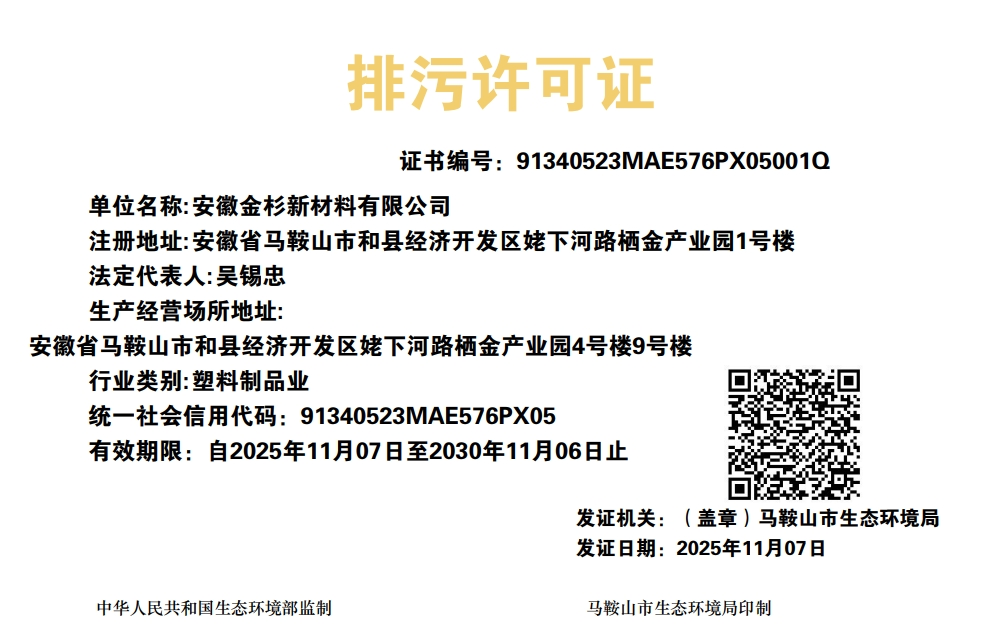 排污许可证
证书编号：91340523MAE576PX05001Q
单位名称:安徽金杉新材料有限公司
注册地址:安徽省马鞍山市和县经济开发区姥下河路栖金产业园1号楼
法定代表人:吴锡忠
生产经营场所地址:
安徽省马鞍山市和县经济开发区姥下河路栖金产业园4号楼9号楼
行业类别:塑料制品业
统一社会信用代码：91340523MAE576PX05
有效期限：自2025年11月07日至2030年11月06日止
发证机关：（盖章）马鞍山市生态环境局
发证日期：2025年11月07日
中华人民共和国生态环境部监制
马鞍山市生态环境局印制